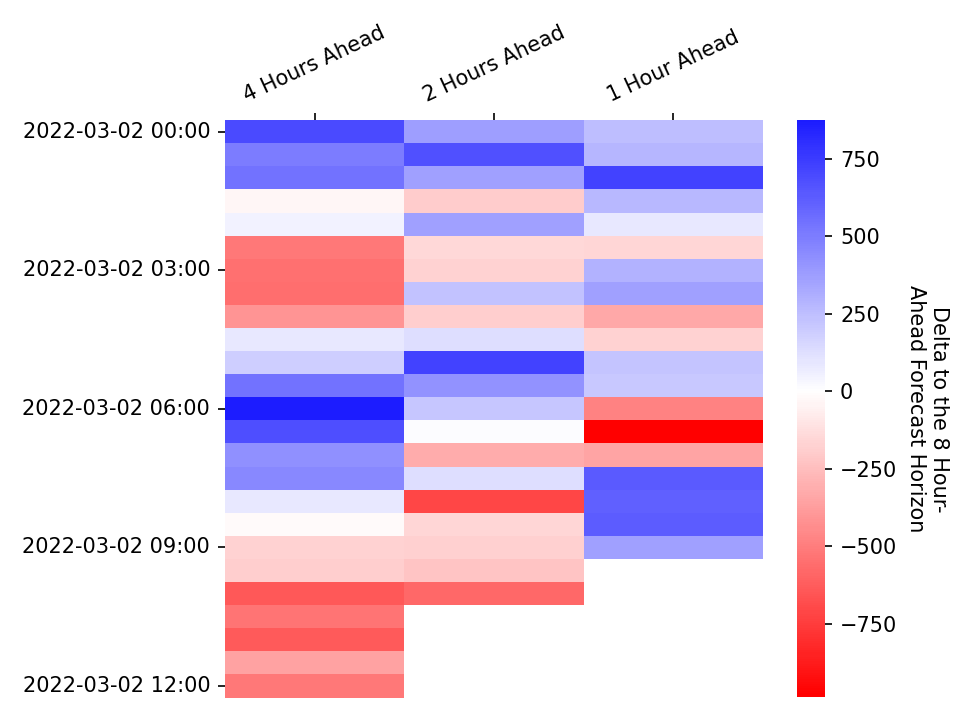 4 Hours Ahead
2 Hours Ahead
1 Hour Ahead
2022-03-02 00:00
2022-03-02 03:00
2022-03-02 06:00
2022-03-02 09:00
2022-03-02 12:00
750
500
250
0
−250
−500
−750
Delta to the 8 Hour-
Ahead Forecast Horizon